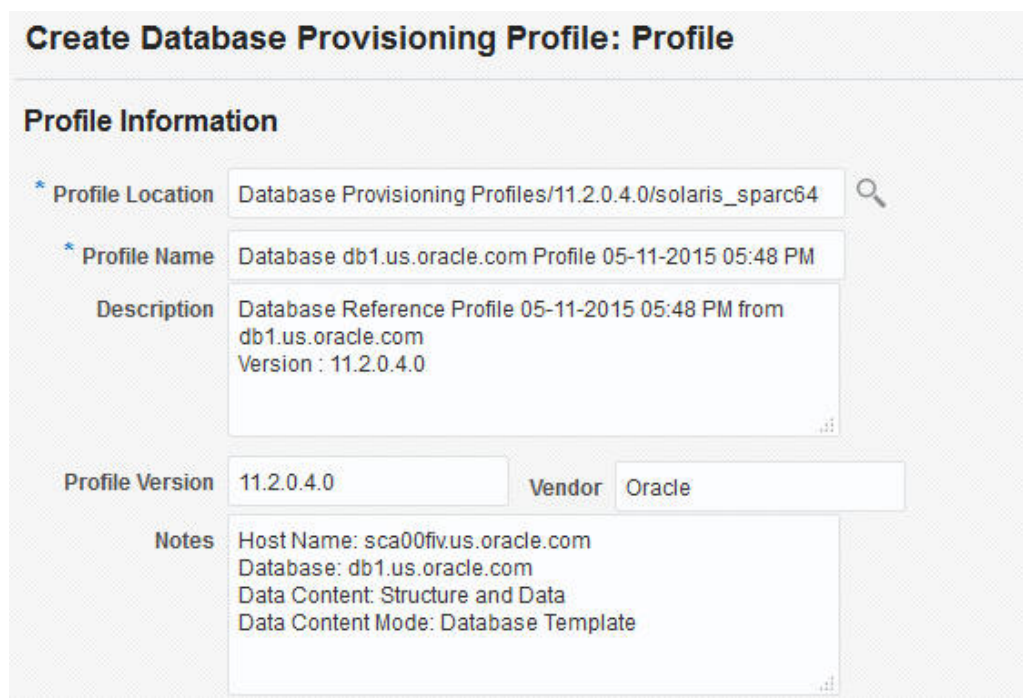 Create Database Provisioning Profile: Profile
Profile Information
* Profile Location Database Provisioning Profiles/11.2.0.4.0/solaris_sparc64
* Profile Name Database db1.us.oracle.com Profile 05-11-2015 05:48 PM
Description Database Reference Profile 05-11-2015 05:48 PM from
db1.us.oracle.com
Version : 11.2.0.4.0
Profile Version 11.2.0.4.0 Vendor Oracle
Notes Host Name: sca00fiv.us.oracle.com
Database: db1.us.oracle.com
Data Content: Structure and Data
Data Content Mode: Database Template